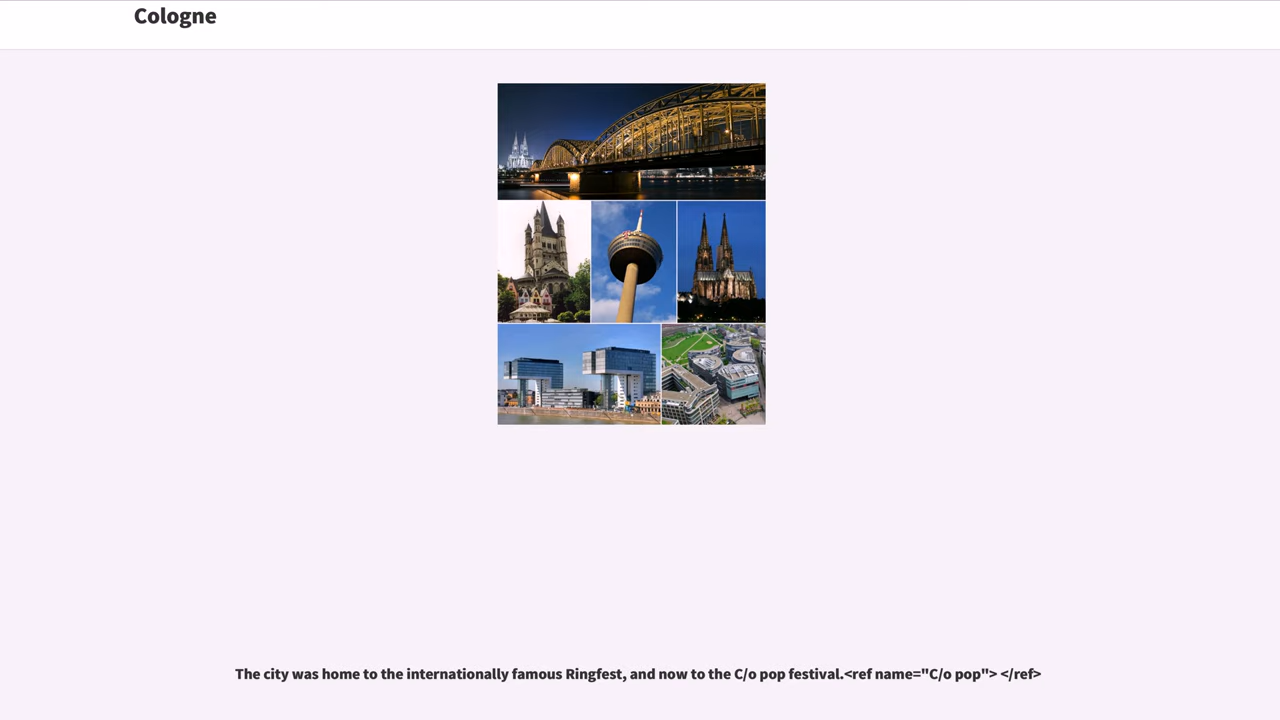 Cologne
The city was home to the internationally famous Ringfest, and now to the C/o pop festival.<ref name="C/o pop"> </ref>